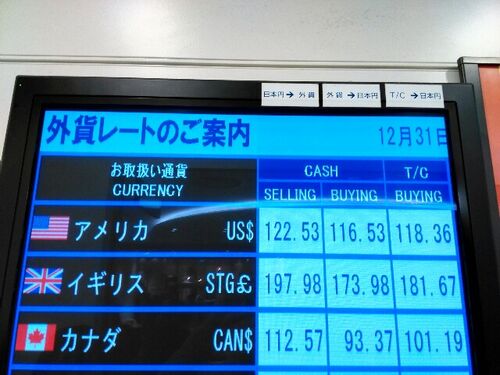 日本円→外貨 外貨→日本円 T/C→日本円
外貨レートのご案内 12月31日
お取扱い通貨 CASH T/C
CURRENCY SELLING BUYING BUYING
アメリカ US$ 122.53 116.53 118.36
イギリス STG£ 197.98 173.98 181.67
カナダ CAN$ 112.57 93.37 101.19